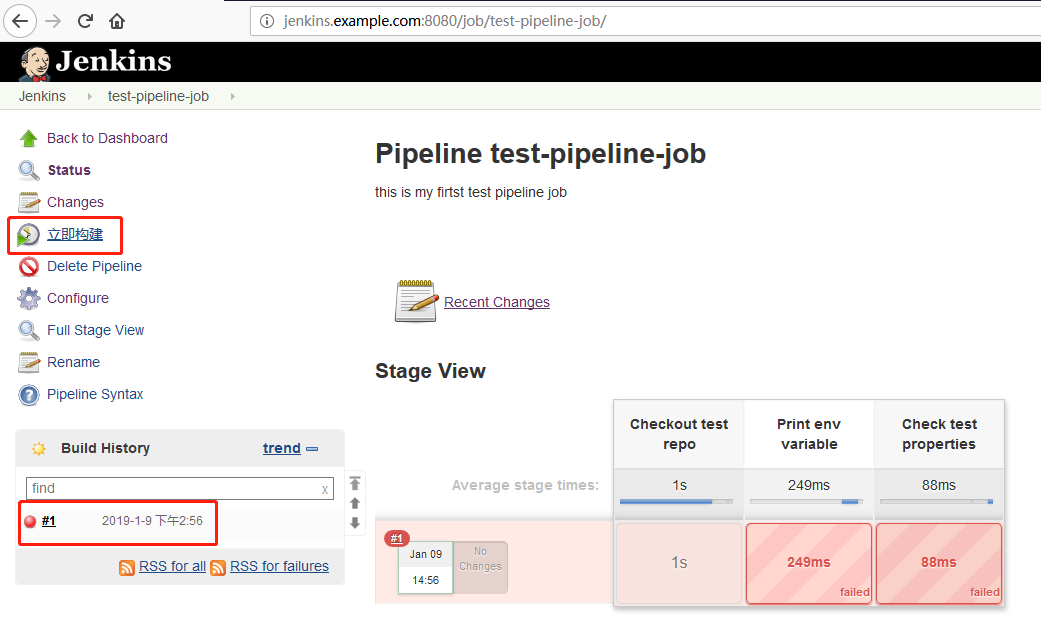 jenkins.example.com:8080/job/test-pipeline-job/
Jenkins
Jenkins
test-pipeline-job
Back to Dashboard
Status
Changes
立即构建
Delete Pipeline
Configure
Full Stage View
Rename
Pipeline Syntax
Build History
trend
find
x
#1
2019-1-9 下午2:56
RSS for all
RSS for failures
Pipeline test-pipeline-job
this is my firtst test pipeline job
Recent Changes
Stage View
Checkout test
repo
Print env
variable
Check test
properties
Average stage times:
1s
249ms
88ms
#1
Jan 09
14:56
No
Changes
1s
249ms
failed
88ms
failed